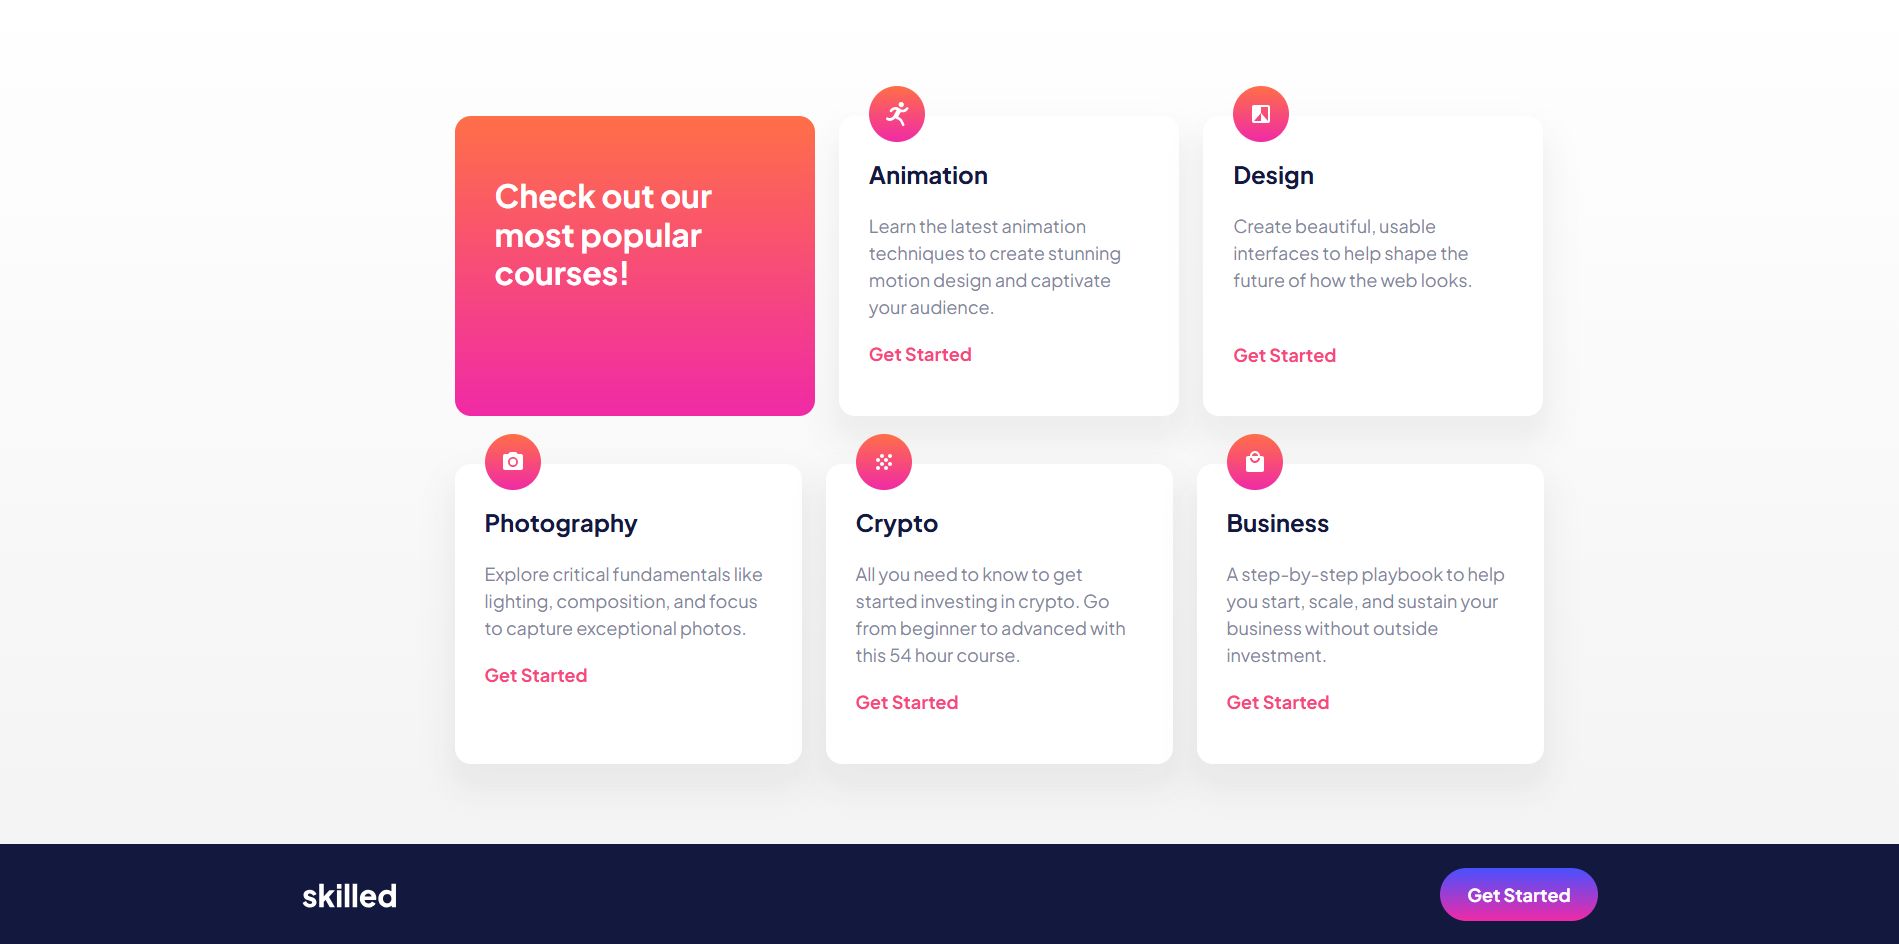 Check out our
most popular
courses!
Animation
Learn the latest animation
techniques to create stunning
motion design and captivate
your audience.
Get Started
Design
Create beautiful, usable
interfaces to help shape the
future of how the web looks.
Get Started
Photography
Explore critical fundamentals like
lighting, composition, and focus
to capture exceptional photos.
Get Started
Crypto
All you need to know to get
started investing in crypto. Go
from beginner to advanced with
this 54 hour course.
Get Started
Business
A step-by-step playbook to help
you start, scale, and sustain your
business without outside
investment.
Get Started
skilled
Get Started